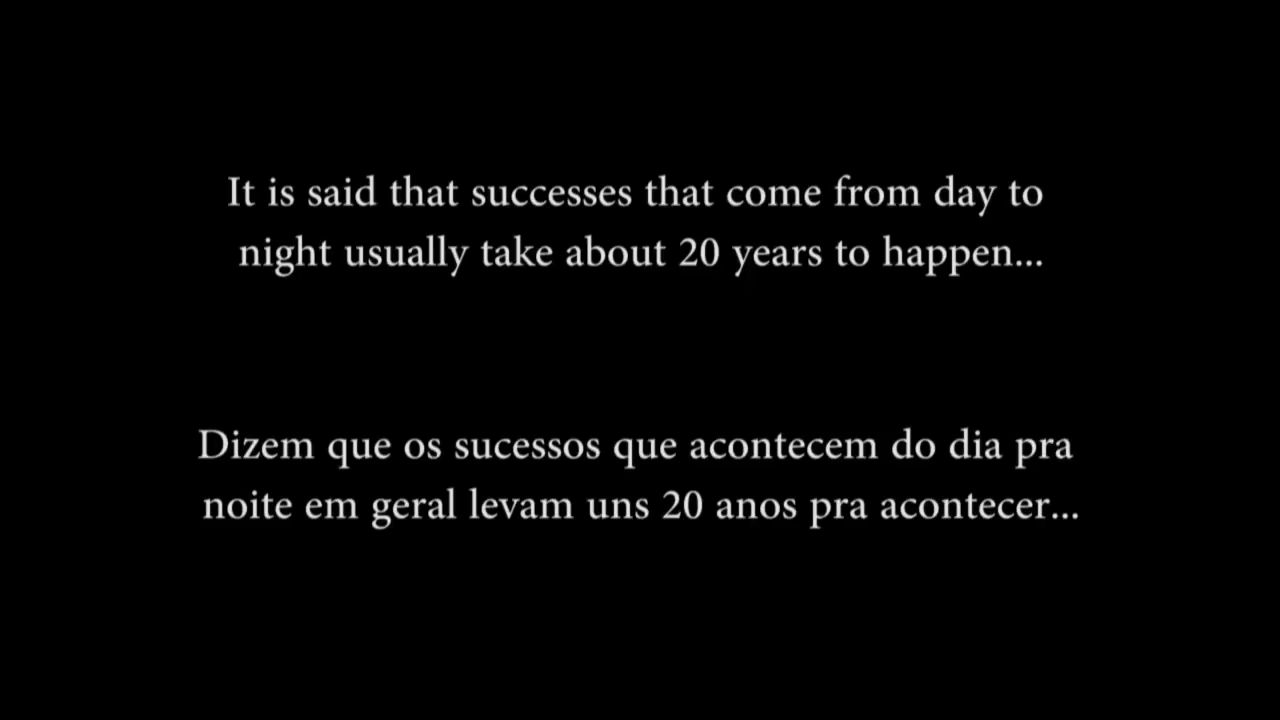 It is said that successes that come from day to
night usually take about 20 years to happen...
Dizem que os sucessos que acontecem do dia pra
noite em geral levam uns 20 anos pra acontecer...